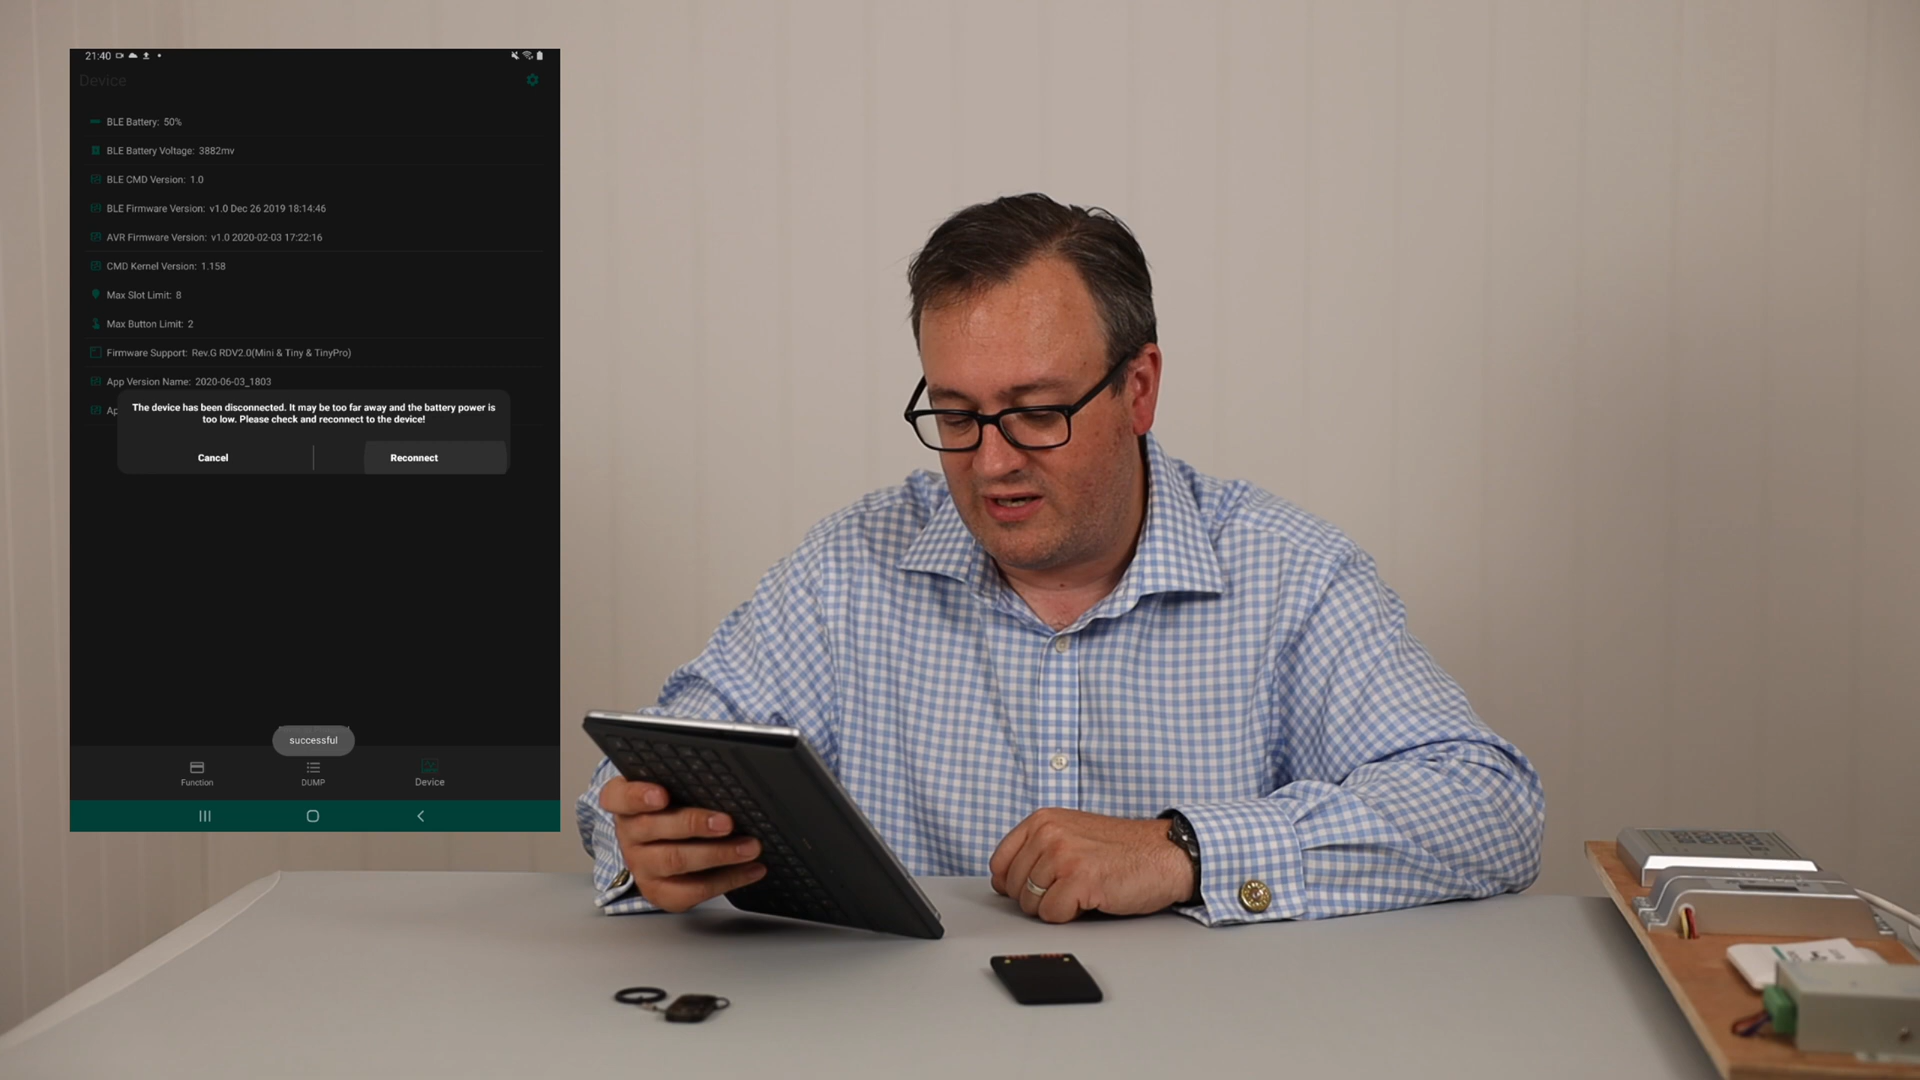 21:40
Device
BLE Battery: 50%
BLE Battery Voltage: 3882mv
BLE CMD Version: 1.0
BLE Firmware Version: v1.0 Dec 26 2019 18:14:46
AVR Firmware Version: v1.0 2020-02-03 17:22:16
CMD Kernel Version: 1.158
Max Slot Limit: 8
Max Button Limit: 2
Firmware Support: Rev.G RDV2.0(Mini & Tiny & TinyPro)
App Version Name: 2020-06-03_1803
The device has been disconnected. It may be too far away and the battery power is
too low. Please check and reconnect to the device!
Cancel
Reconnect
successful
Function
DUMP
Device